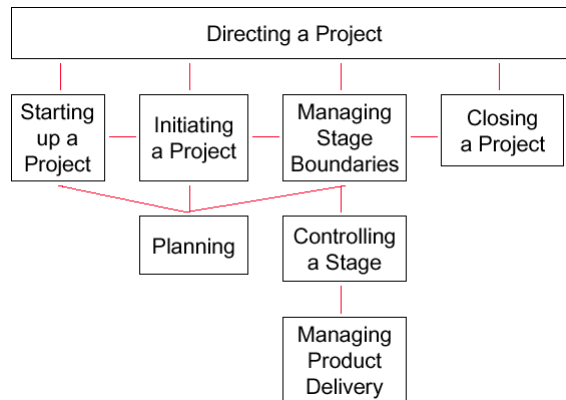 Directing a Project
Starting
up a
Project
Initiating
a Project
Managing
Stage
Boundaries
Closing
a Project
Planning
Controlling
a Stage
Managing
Product
Delivery